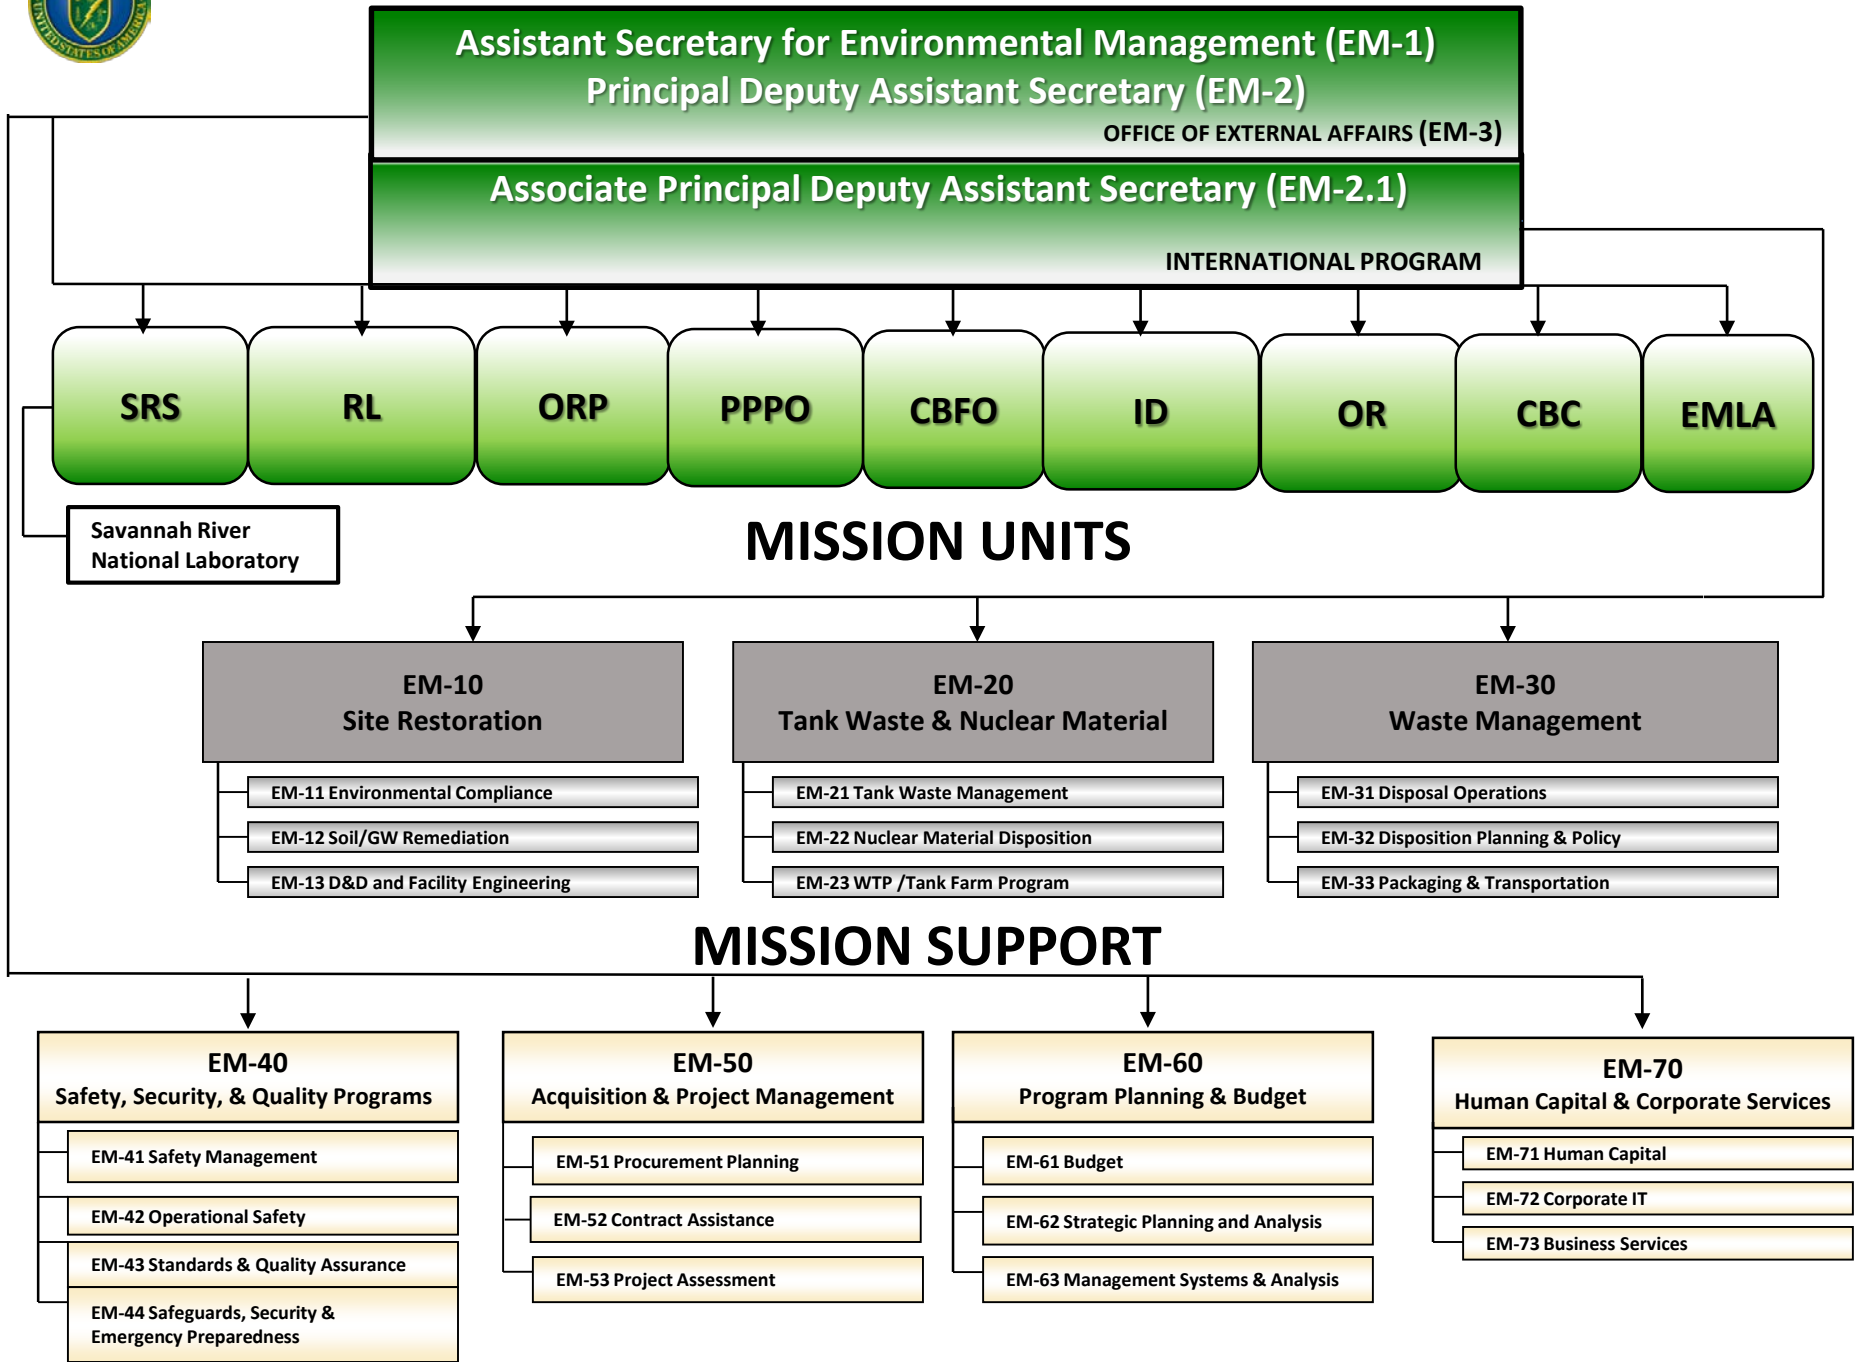 UNITED STATES OF AMERICA
Assistant Secretary for Environmental Management (EM-1)
Principal Deputy Assistant Secretary (EM-2)
OFFICE OF EXTERNAL AFFAIRS (EM-3)
Associate Principal Deputy Assistant Secretary (EM-2.1)
INTERNATIONAL PROGRAM
SRS
RL
ORP
PPPO
CBFO
ID
OR
CBC
EMLA
Savannah River
National Laboratory
MISSION UNITS
EM-10
Site Restoration
EM-11 Environmental Compliance
EM-12 Soil/GW Remediation
EM-13 D&D and Facility Engineering
EM-20
Tank Waste & Nuclear Material
EM-21 Tank Waste Management
EM-22 Nuclear Material Disposition
EM-23 WTP /Tank Farm Program
EM-30
Waste Management
EM-31 Disposal Operations
EM-32 Disposition Planning & Policy
EM-33 Packaging & Transportation
MISSION SUPPORT
EM-40
Safety, Security, & Quality Programs
EM-41 Safety Management
EM-42 Operational Safety
EM-43 Standards & Quality Assurance
EM-44 Safeguards, Security &
Emergency Preparedness
EM-50
Acquisition & Project Management
EM-51 Procurement Planning
EM-52 Contract Assistance
EM-53 Project Assessment
EM-60
Program Planning & Budget
EM-61 Budget
EM-62 Strategic Planning and Analysis
EM-63 Management Systems & Analysis
EM-70
Human Capital & Corporate Services
EM-71 Human Capital
EM-72 Corporate IT
EM-73 Business Services